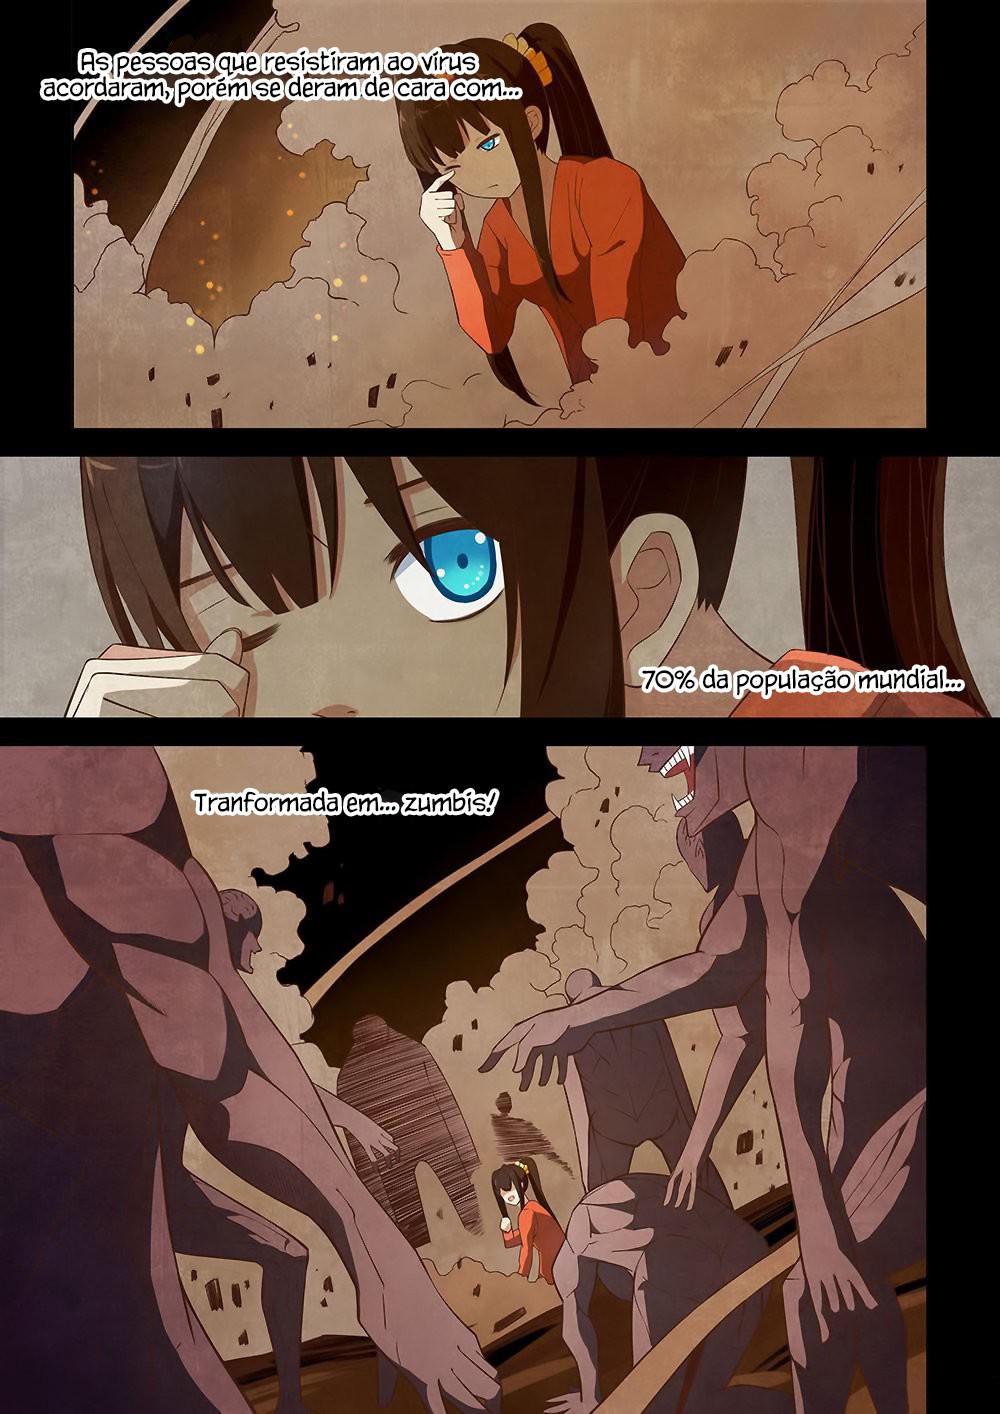 As pessoas que resistiram ao vírus
acordaram, porém se deram de cara com...
70% da população mundial...
Tranformada em... zumbis!